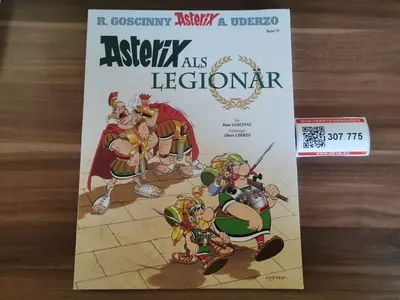 R. GOSCINNY Asterix A. UDERZO
Band 10
Asterix
ALS
LEGIONÄR
Text
René GOSCINNY
Zeichnungen
Albert UDERZO
307 775